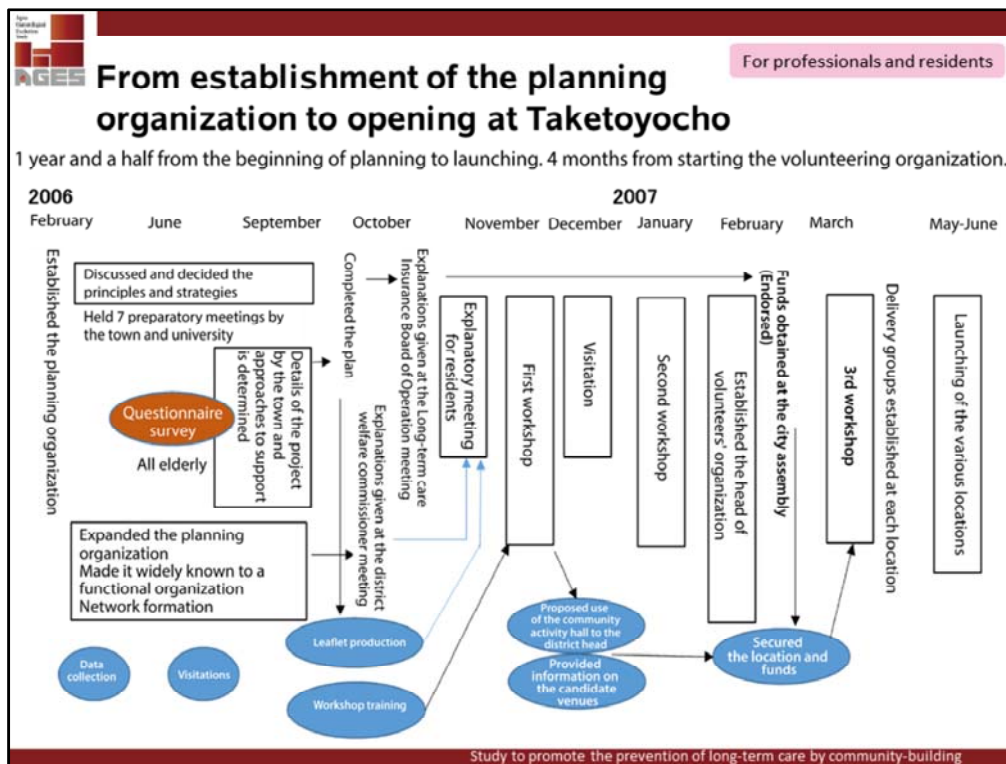 AGES
For professionals and residents
From establishment of the planning
organization to opening at Taketoyocho
1 year and a half from the beginning of planning to launching. 4 months from starting the volunteering organization.
2006
2007
February
June
September
October
November
December
January
February
March
May-June
Established the planning organization
Discussed and decided the
principles and strategies
Held 7 preparatory meetings by
the town and university
Questionnaire
survey
All elderly
Details of the project
by the town and
approaches to support
is determined
Expanded the planning
organization
Made it widely known to a
functional organization
Network formation
Data
collection
Visitations
Completed the plan
Explanations given at the Long-term care
Insurance Board of Operation meeting
Explanations given at the district
welfare commissioner meeting
Leaflet production
Workshop training
Explanatory meeting
for residents
First workshop
Visitation
Proposed use
of the community
activity hall to the
district head
Provided
information on
the candidate
venues
Second workshop
Established the head of
volunteers' organization
Funds obtained at the city assembly
(Endorsed)
Secured
the location and
funds
3rd workshop
Delivery groups established at each location
Launching of the various locations
Study to promote the prevention of long-term care by community-building